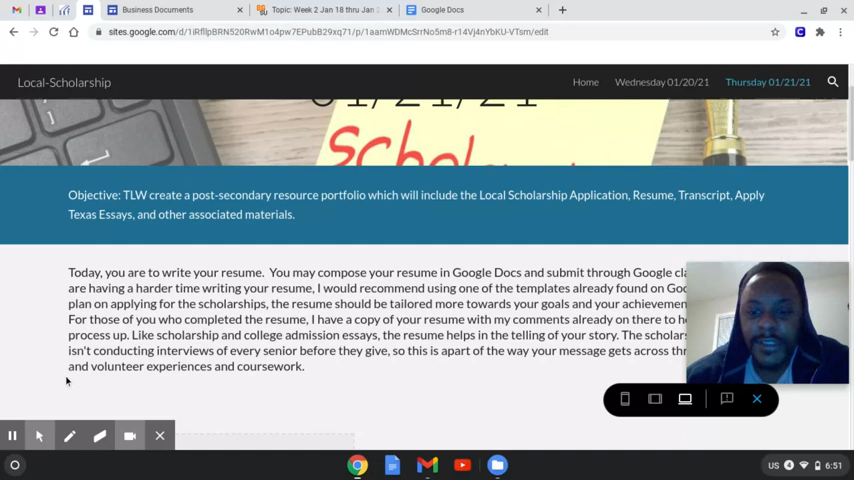 Business Documents
Topic: Week 2 Jan 18 thru Jan
Google Docs
sites.google.com/d/1iRfllpBRN520RwM1o4pw7EPubB29xq71/p/1aamWDMcSrrNo5m8-r14Vj4nYbKU-VTsm/edit
Local-Scholarship
Home
Wednesday 01/20/21
Thursday 01/21/21
01/21/21
Objective: TLW create a post-secondary resource portfolio which will include the Local Scholarship Application, Resume, Transcript, Apply
Texas Essays, and other associated materials.
Today, you are to write your resume. You may compose your resume in Google Docs and submit through Google
are having a harder time writing your resume, I would recommend using one of the templates already found on
plan on applying for the scholarships, the resume should be tailored more towards your goals and your
For those of you who completed the resume, I have a copy of your resume with my comments already on there to
process up. Like scholarship and college admission essays, the resume helps in the telling of your story. The
isn't conducting interviews of every senior before they give, so this is apart of the way your message gets across
and volunteer experiences and coursework.
US
4
6:51